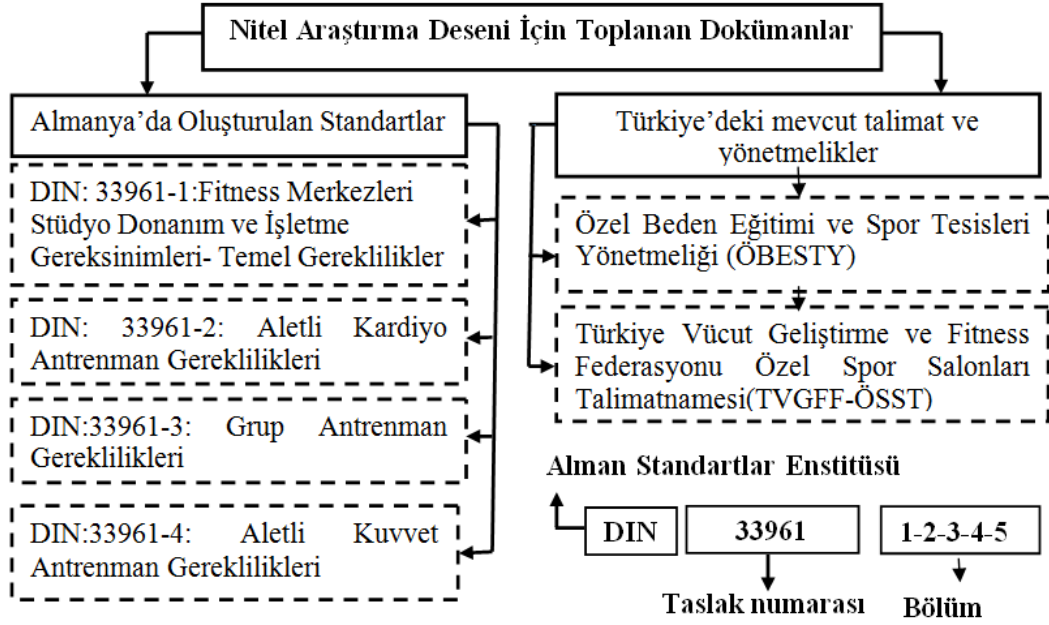 Nitel Araştırma Deseni İçin Toplanan Dokümanlar
Almanya’da Oluşturulan Standartlar
DIN: 33961-1:Fitness Merkezleri
Stüdyo Donanım ve İşletme
Gereksinimleri- Temel Gereklilikler
DIN: 33961-2: Aletli Kardiyo
Antrenman Gereklilikleri
DIN:33961-3: Grup Antrenman
Gereklilikleri
DIN:33961-4: Aletli Kuvvet
Antrenman Gereklilikleri
Türkiye’deki mevcut talimat ve
yönetmelikler
Özel Beden Eğitimi ve Spor Tesisleri
Yönetmeliği (ÖBESTY)
Türkiye Vücut Geliştirme ve Fitness
Federasyonu Özel Spor Salonları
Talimatnamesi(TVGFF-ÖSST)
Alman Standartlar Enstitüsü
DIN 33961 1-2-3-4-5
Taslak numarası Bölüm